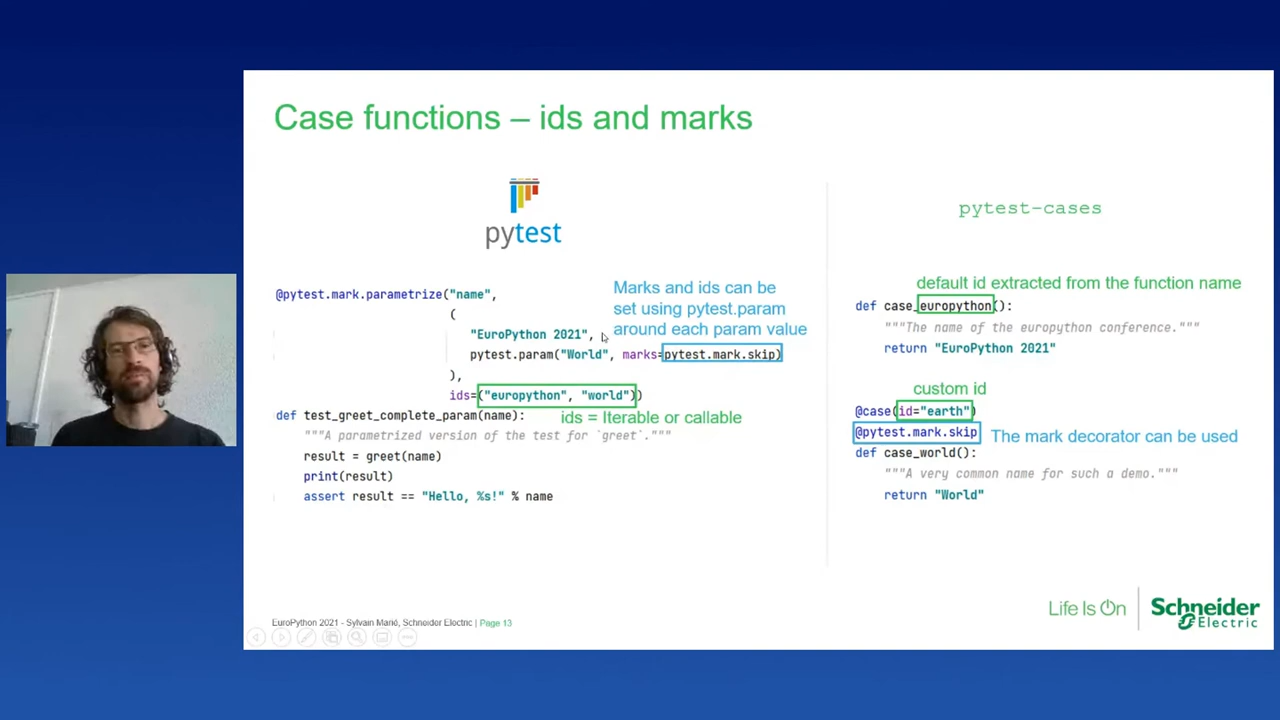 Case functions – ids and marks
pytest
@pytest.mark.parametrize("name",
(
"EuroPython 2021",
pytest.param("World", marks=pytest.mark.skip)
),
ids=("europython", "world"))
def test_greet_complete_param(name):
"""A parametrized version of the test for `greet`."""
result = greet(name)
print(result)
assert result == "Hello, %s!" % name
Marks and ids can be
set using pytest.param
around each param value
ids = Iterable or callable
pytest-cases
default id extracted from the function name
def case_europython():
"""The name of the europython conference."""
return "EuroPython 2021"
custom id
@case(id="earth")
@pytest.mark.skip
The mark decorator can be used
def case_world():
"""A very common name for such a demo."""
return "World"
EuroPython 2021 - Sylvain Marié, Schneider Electric | Page 13
Life Is On
Schneider
Electric